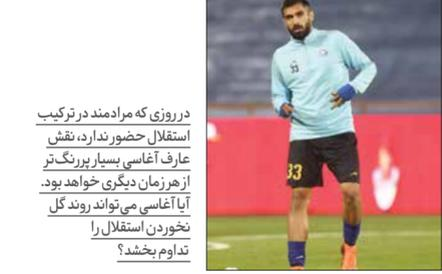 در روزی که مرادمند در ترکیب
استقلال حضور ندارد، نقش
عارف آغاسی بسیار پررنگ‌تر
از هر زمان دیگری خواهد بود.
آیا آغاسی می‌تواند روند گل
نخوردن استقلال را
تداوم بخشد؟
33
33